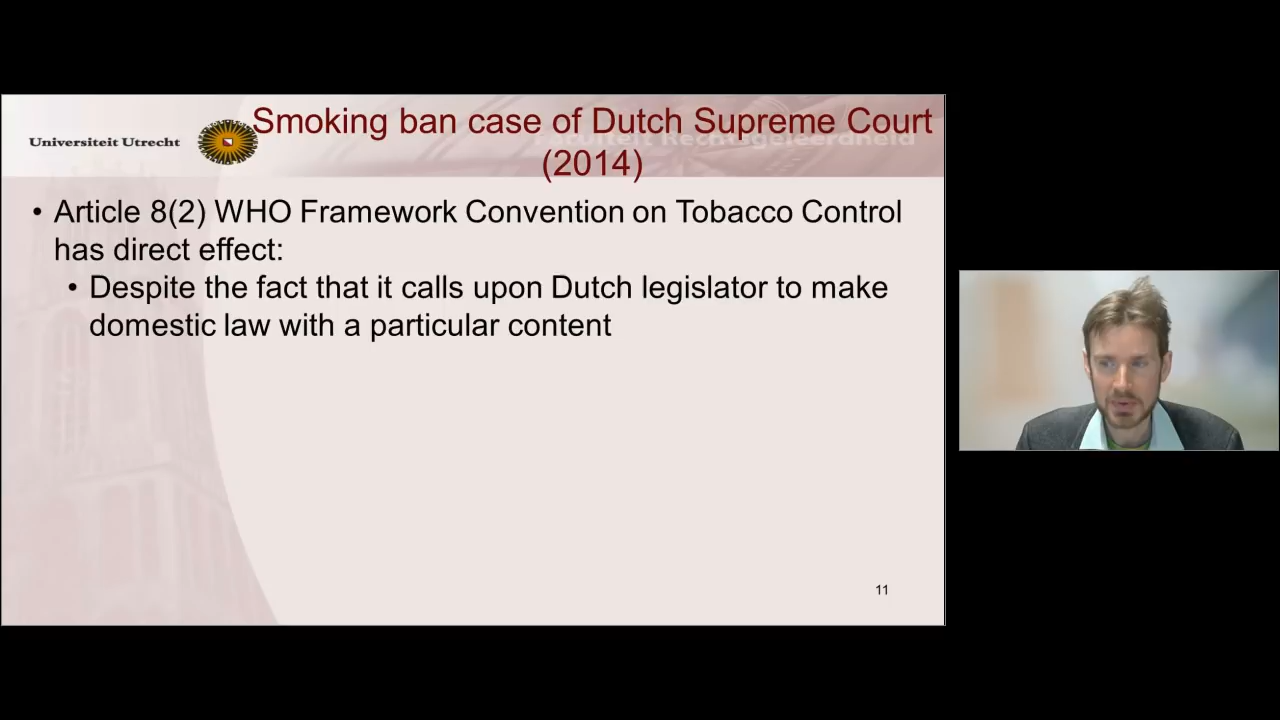 Universiteit Utrecht
Faculteit Rechtsgeleerdheid
Smoking ban case of Dutch Supreme Court
(2014)
• Article 8(2) WHO Framework Convention on Tobacco Control
has direct effect:
• Despite the fact that it calls upon Dutch legislator to make
domestic law with a particular content
11